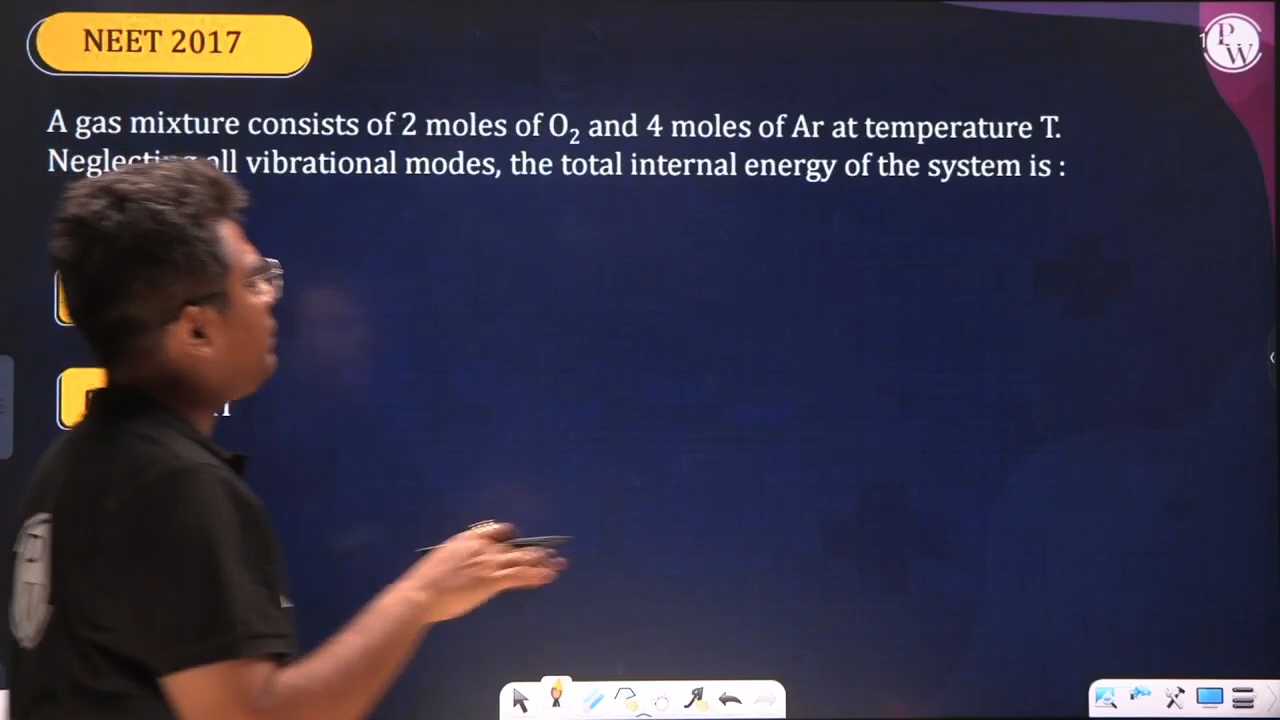 NEET 2017
PW
A gas mixture consists of 2 moles of O₂ and 4 moles of Ar at temperature T.
all vibrational modes, the total internal energy of the system is :